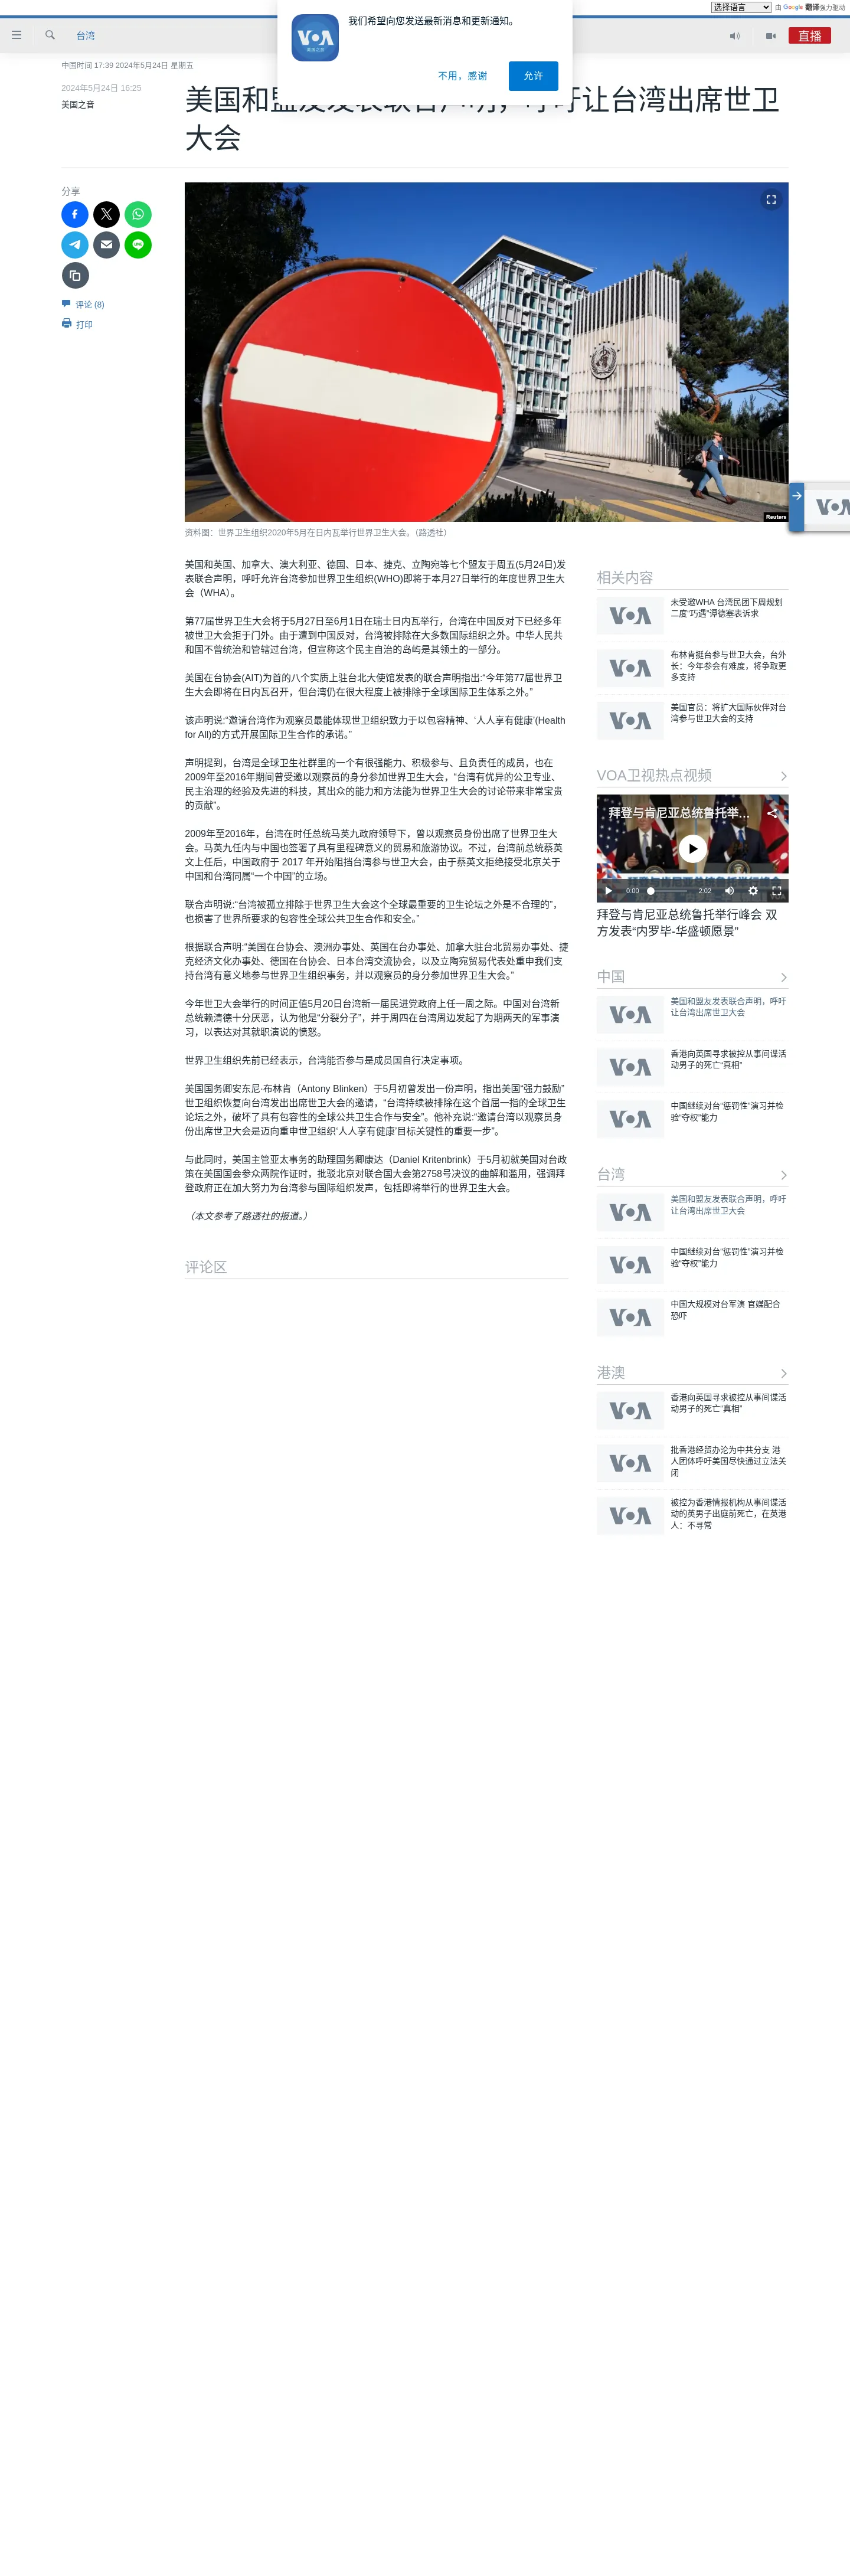 选择语言
由 Google 翻译强力驱动
我们希望向您发送最新消息和更新通知。
VOA
美国之音
不用，感谢
允许
台湾
直播
中国时间 17:39 2024年5月24日 星期五
2024年5月24日 16:25
美国之音
美国和盟友发表联合声明，呼吁让台湾出席世卫
大会
分享
评论 (8)
打印
Reuters
资料图：世界卫生组织2020年5月在日内瓦举行世界卫生大会。（路透社）
美国和英国、加拿大、澳大利亚、德国、日本、捷克、立陶宛等七个盟友于周五(5月24日)发
表联合声明，呼吁允许台湾参加世界卫生组织(WHO)即将于本月27日举行的年度世界卫生大
会（WHA）。
第77届世界卫生大会将于5月27日至6月1日在瑞士日内瓦举行，台湾在中国反对下已经多年
被世卫大会拒于门外。由于遭到中国反对，台湾被排除在大多数国际组织之外。中华人民共
和国不曾统治和管辖过台湾，但宣称这个民主自治的岛屿是其领土的一部分。
美国在台协会(AIT)为首的八个实质上驻台北大使馆发表的联合声明指出:“今年第77届世界卫
生大会即将在日内瓦召开，但台湾仍在很大程度上被排除于全球国际卫生体系之外。”
该声明说:“邀请台湾作为观察员最能体现世卫组织致力于以包容精神、‘人人享有健康’(Health
for All)的方式开展国际卫生合作的承诺。”
声明提到，台湾是全球卫生社群里的一个有很强能力、积极参与、且负责任的成员，也在
2009年至2016年期间曾受邀以观察员的身分参加世界卫生大会，“台湾有优异的公卫专业、
民主治理的经验及先进的科技，其出众的能力和方法能为世界卫生大会的讨论带来非常宝贵
的贡献”。
2009年至2016年，台湾在时任总统马英九政府领导下，曾以观察员身份出席了世界卫生大
会。马英九任内与中国也签署了具有里程碑意义的贸易和旅游协议。不过，台湾前总统蔡英
文上任后，中国政府于 2017 年开始阻挡台湾参与世卫大会，由于蔡英文拒绝接受北京关于
中国和台湾同属“一个中国”的立场。
联合声明说:“台湾被孤立排除于世界卫生大会这个全球最重要的卫生论坛之外是不合理的”，
也损害了世界所要求的包容性全球公共卫生合作和安全。”
根据联合声明:“美国在台协会、澳洲办事处、英国在台办事处、加拿大驻台北贸易办事处、捷
克经济文化办事处、德国在台协会、日本台湾交流协会，以及立陶宛贸易代表处重申我们支
持台湾有意义地参与世界卫生组织事务，并以观察员的身分参加世界卫生大会。”
今年世卫大会举行的时间正值5月20日台湾新一届民进党政府上任一周之际。中国对台湾新
总统赖清德十分厌恶，认为他是“分裂分子”，并于周四在台湾周边发起了为期两天的军事演
习，以表达对其就职演说的愤怒。
世界卫生组织先前已经表示，台湾能否参与是成员国自行决定事项。
美国国务卿安东尼·布林肯（Antony Blinken）于5月初曾发出一份声明，指出美国“强力鼓励”
世卫组织恢复向台湾发出出席世卫大会的邀请，“台湾持续被排除在这个首屈一指的全球卫生
论坛之外，破坏了具有包容性的全球公共卫生合作与安全”。他补充说:“邀请台湾以观察员身
份出席世卫大会是迈向重申世卫组织‘人人享有健康’目标关键性的重要一步”。
与此同时，美国主管亚太事务的助理国务卿康达（Daniel Kritenbrink）于5月初就美国对台政
策在美国国会参众两院作证时，批驳北京对联合国大会第2758号决议的曲解和滥用，强调拜
登政府正在加大努力为台湾参与国际组织发声，包括即将举行的世界卫生大会。
（本文参考了路透社的报道。）
评论区
相关内容
VOA
未受邀WHA 台湾民团下周规划
二度“巧遇”谭德塞表诉求
VOA
布林肯挺台参与世卫大会，台外
长：今年参会有难度，将争取更
多支持
VOA
美国官员：将扩大国际伙伴对台
湾参与世卫大会的支持
VOA卫视热点视频
拜登与肯尼亚总统鲁托举...
0:00
2:02
拜登与肯尼亚总统鲁托举行峰会 双
方发表“内罗毕-华盛顿愿景”
中国
VOA
美国和盟友发表联合声明，呼吁
让台湾出席世卫大会
VOA
香港向英国寻求被控从事间谍活
动男子的死亡“真相”
VOA
中国继续对台“惩罚性”演习并检
验“夺权”能力
台湾
VOA
美国和盟友发表联合声明，呼吁
让台湾出席世卫大会
VOA
中国继续对台“惩罚性”演习并检
验“夺权”能力
VOA
中国大规模对台军演 官媒配合
恐吓
港澳
VOA
香港向英国寻求被控从事间谍活
动男子的死亡“真相”
VOA
批香港经贸办沦为中共分支 港
人团体呼吁美国尽快通过立法关
闭
VOA
被控为香港情报机构从事间谍活
动的英男子出庭前死亡，在英港
人：不寻常